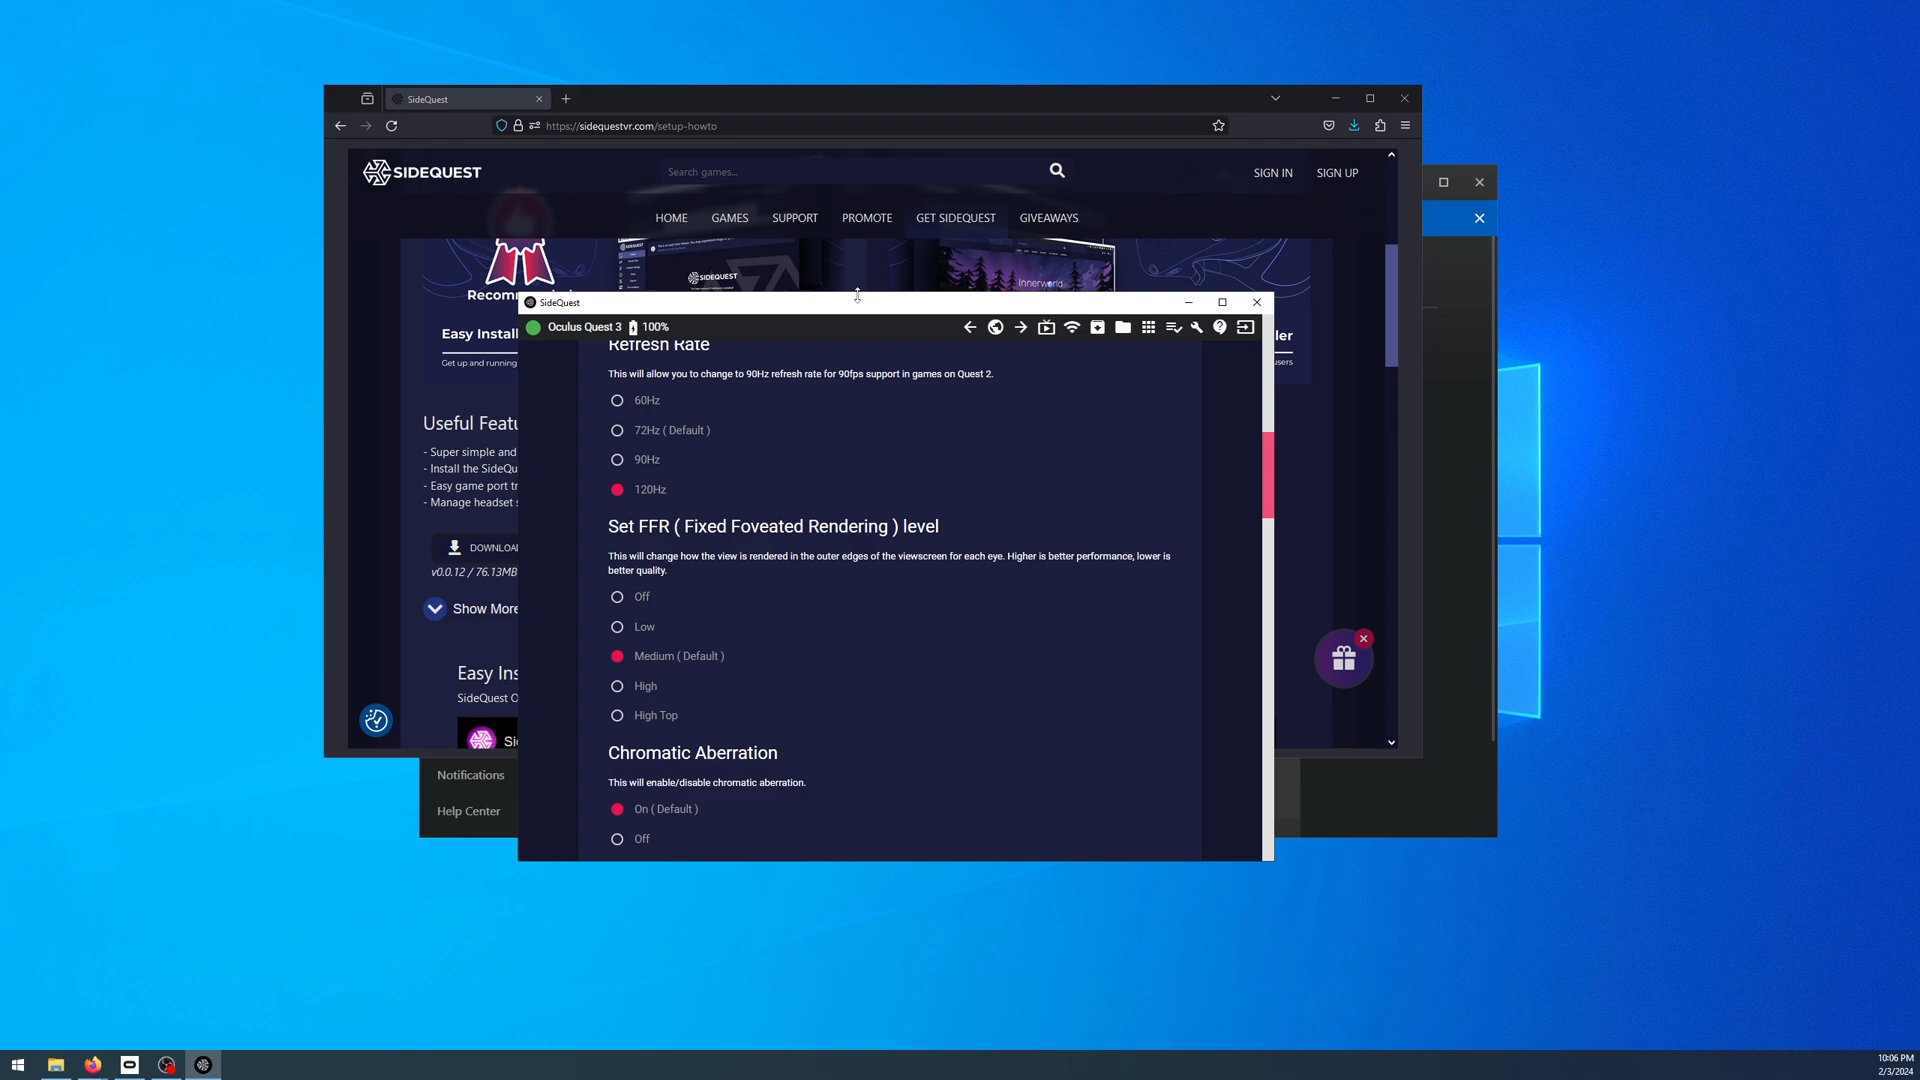 SideQuest
https://sidequestvr.com/setup-howto
SIDEQUEST
Search games...
SIGN IN
SIGN UP
HOME
GAMES
SUPPORT
PROMOTE
GET SIDEQUEST
GIVEAWAYS
SIDEQUEST
Innerworld
Easy Instal
Get up and running
Useful Featu
- Super simple and
- Install the SideQu
- Easy game port tr
- Manage headset s
DOWNLOA
v0.0.12 / 76.13MB
Show More
Easy Ins
SideQuest O
Notifications
Help Center
SideQuest
Oculus Quest 3
100%
Refresh Rate
This will allow you to change to 90Hz refresh rate for 90fps support in games on Quest 2.
60Hz
72Hz ( Default )
90Hz
120Hz
Set FFR ( Fixed Foveated Rendering ) level
This will change how the view is rendered in the outer edges of the viewscreen for each eye. Higher is better performance, lower is
better quality.
Off
Low
Medium ( Default )
High
High Top
Chromatic Aberration
This will enable/disable chromatic aberration.
On ( Default )
Off
ler
users
10:06 PM
2/3/2024